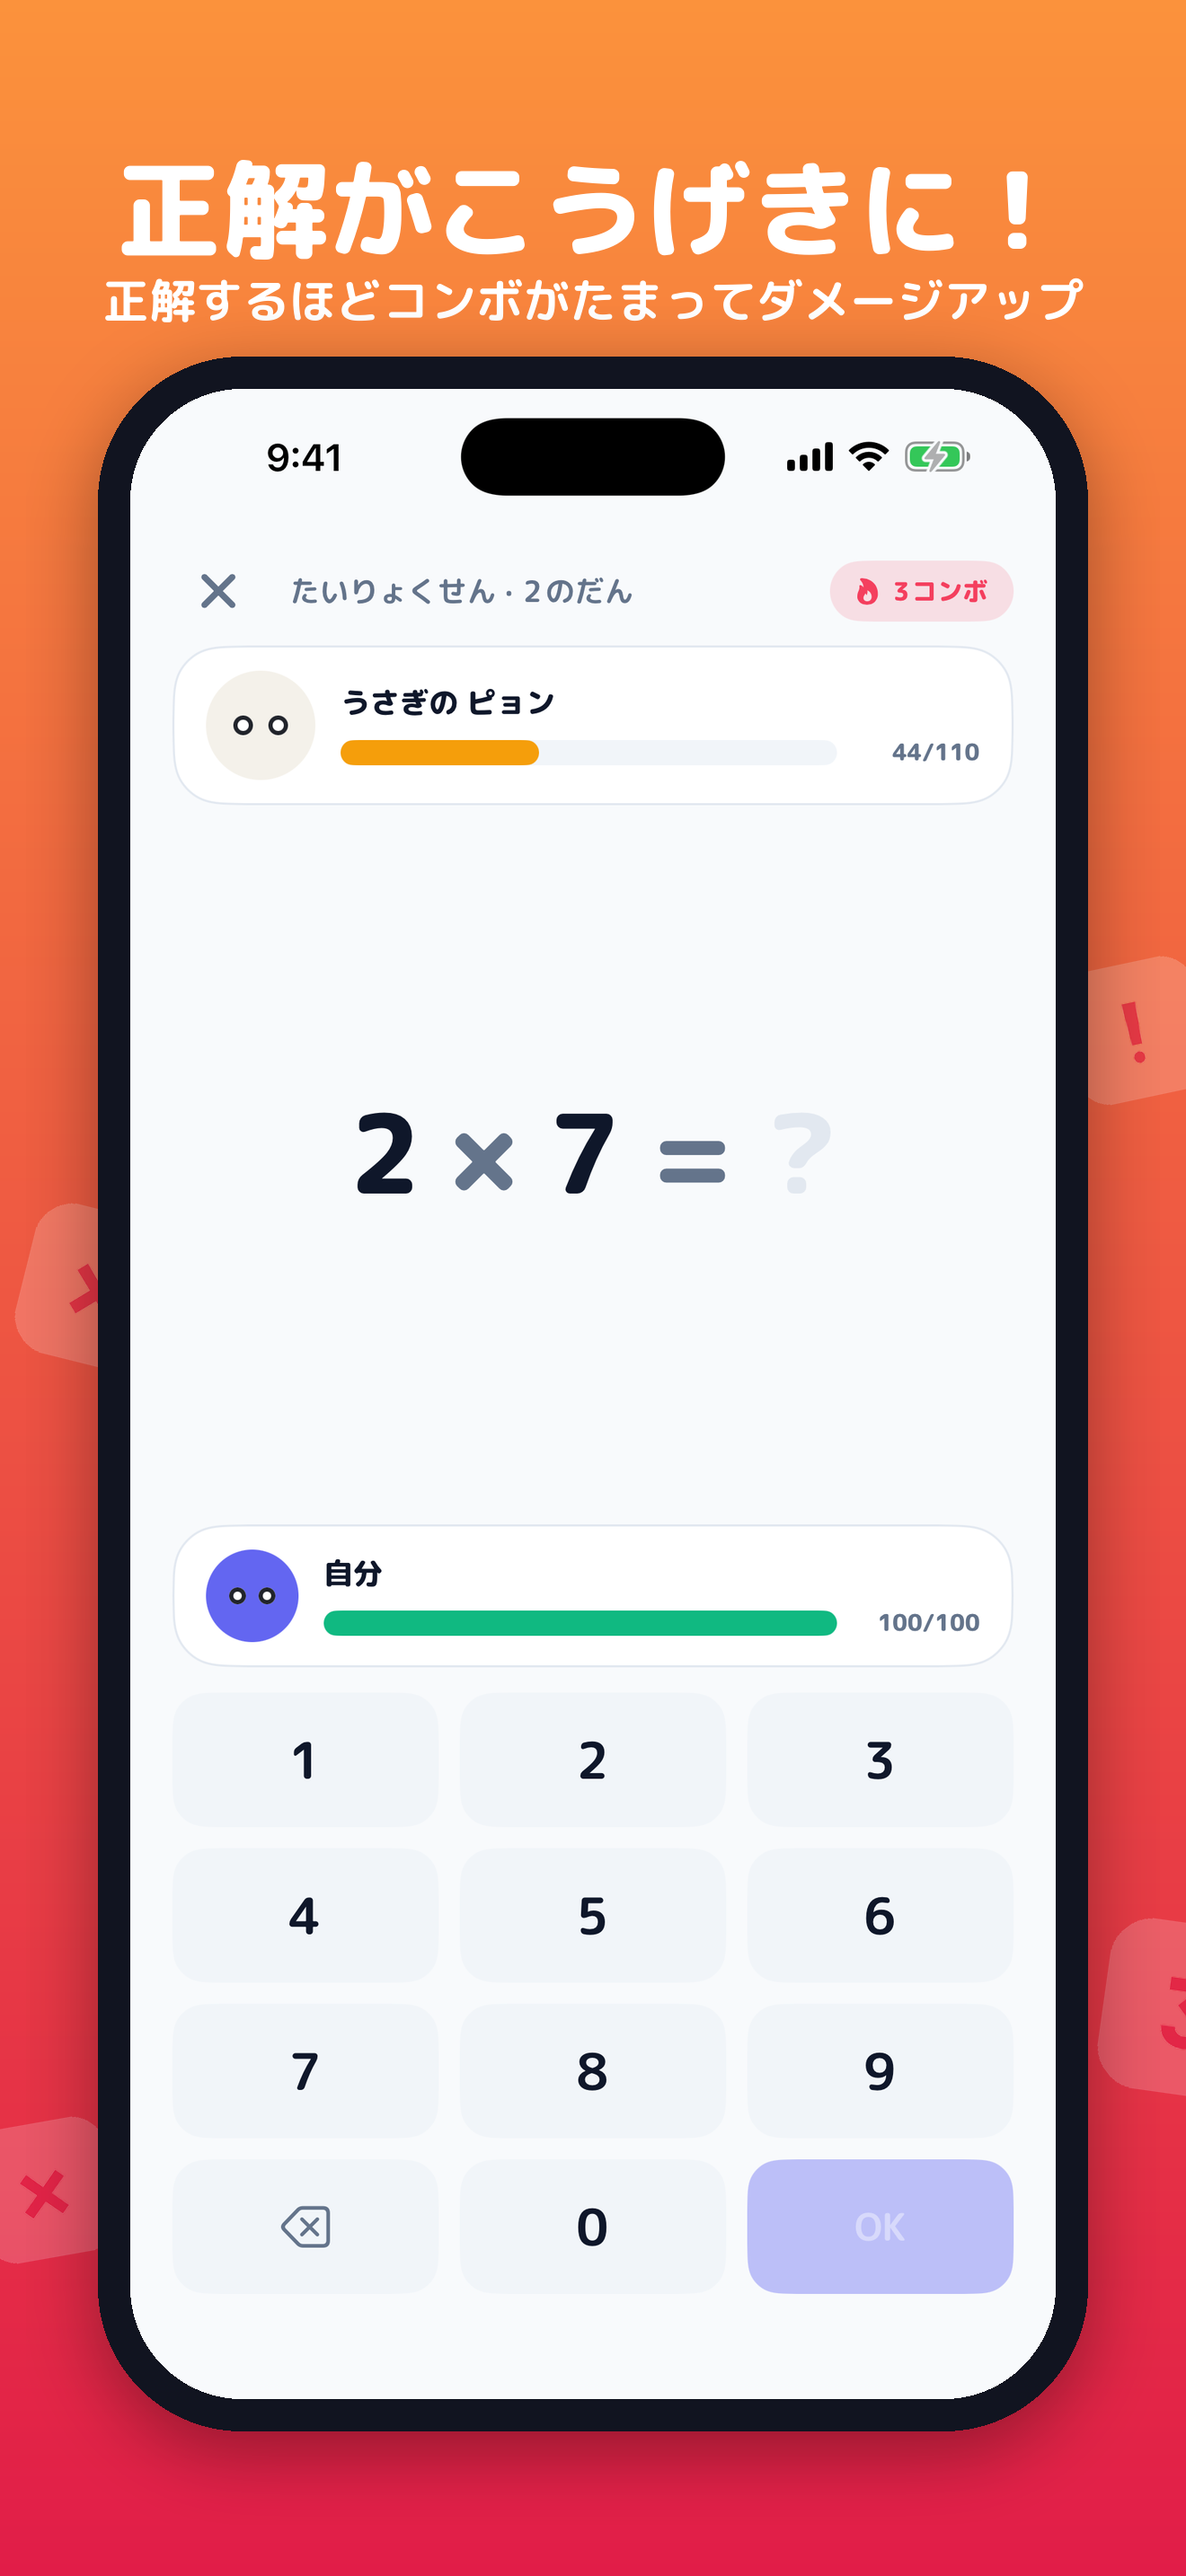 正解がこうげきに！
正解するほどコンボがたまってダメージアップ
9:41
たいりょくせん・2のだん
3コンボ
うさぎの ピョン
44/110
!
2 × 7 = ?
×
自分
100/100
1 2 3
4 5 6
3
7 8 9
×
0 OK